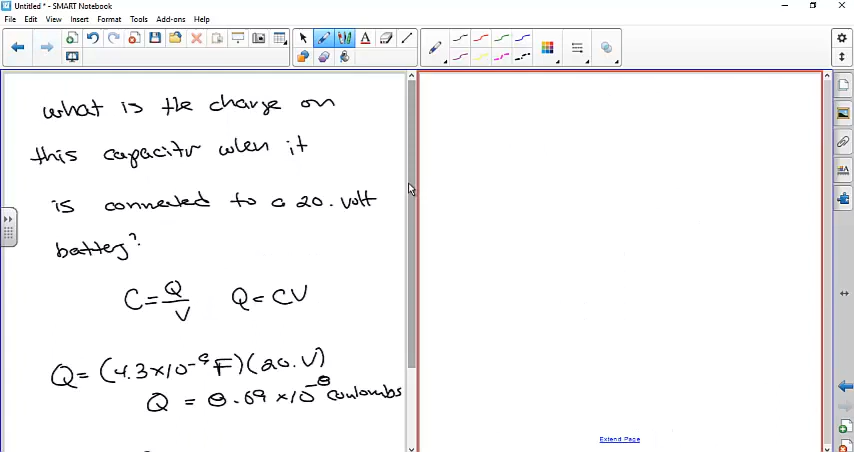 Untitled * - SMART Notebook
File Edit View Insert Format Tools Add-ons Help
what is the charge on
this capacitor when it
is connected to a 20. volt
battery?
C = Q/V Q = CV
Q = (4.3 x 10⁻⁹ F)(20. V)
Q = 8.69 x 10⁻⁸ coulombs
Extend Page